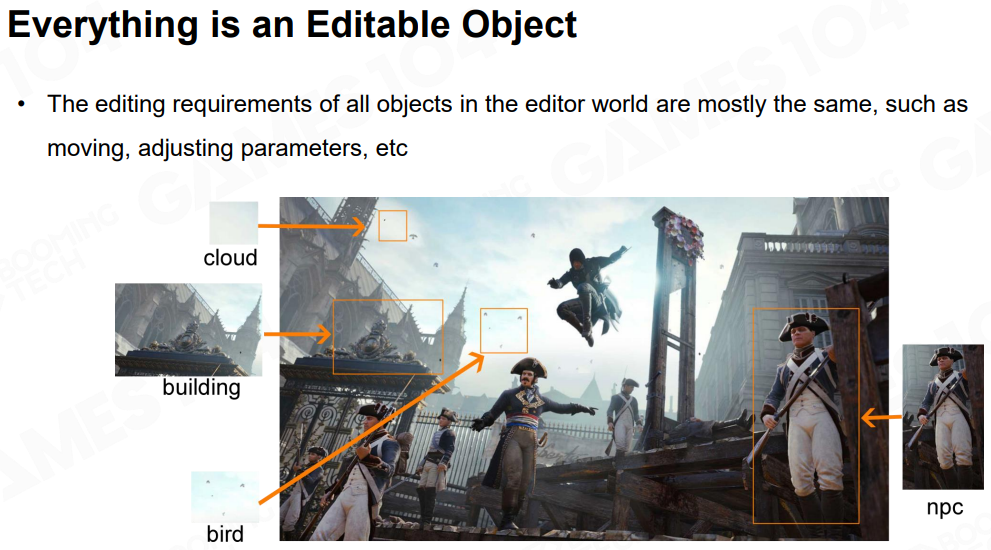 Everything is an Editable Object
• The editing requirements of all objects in the editor world are mostly the same, such as
moving, adjusting parameters, etc
cloud
building
bird
npc
GAMES104
BOOMING
TECH